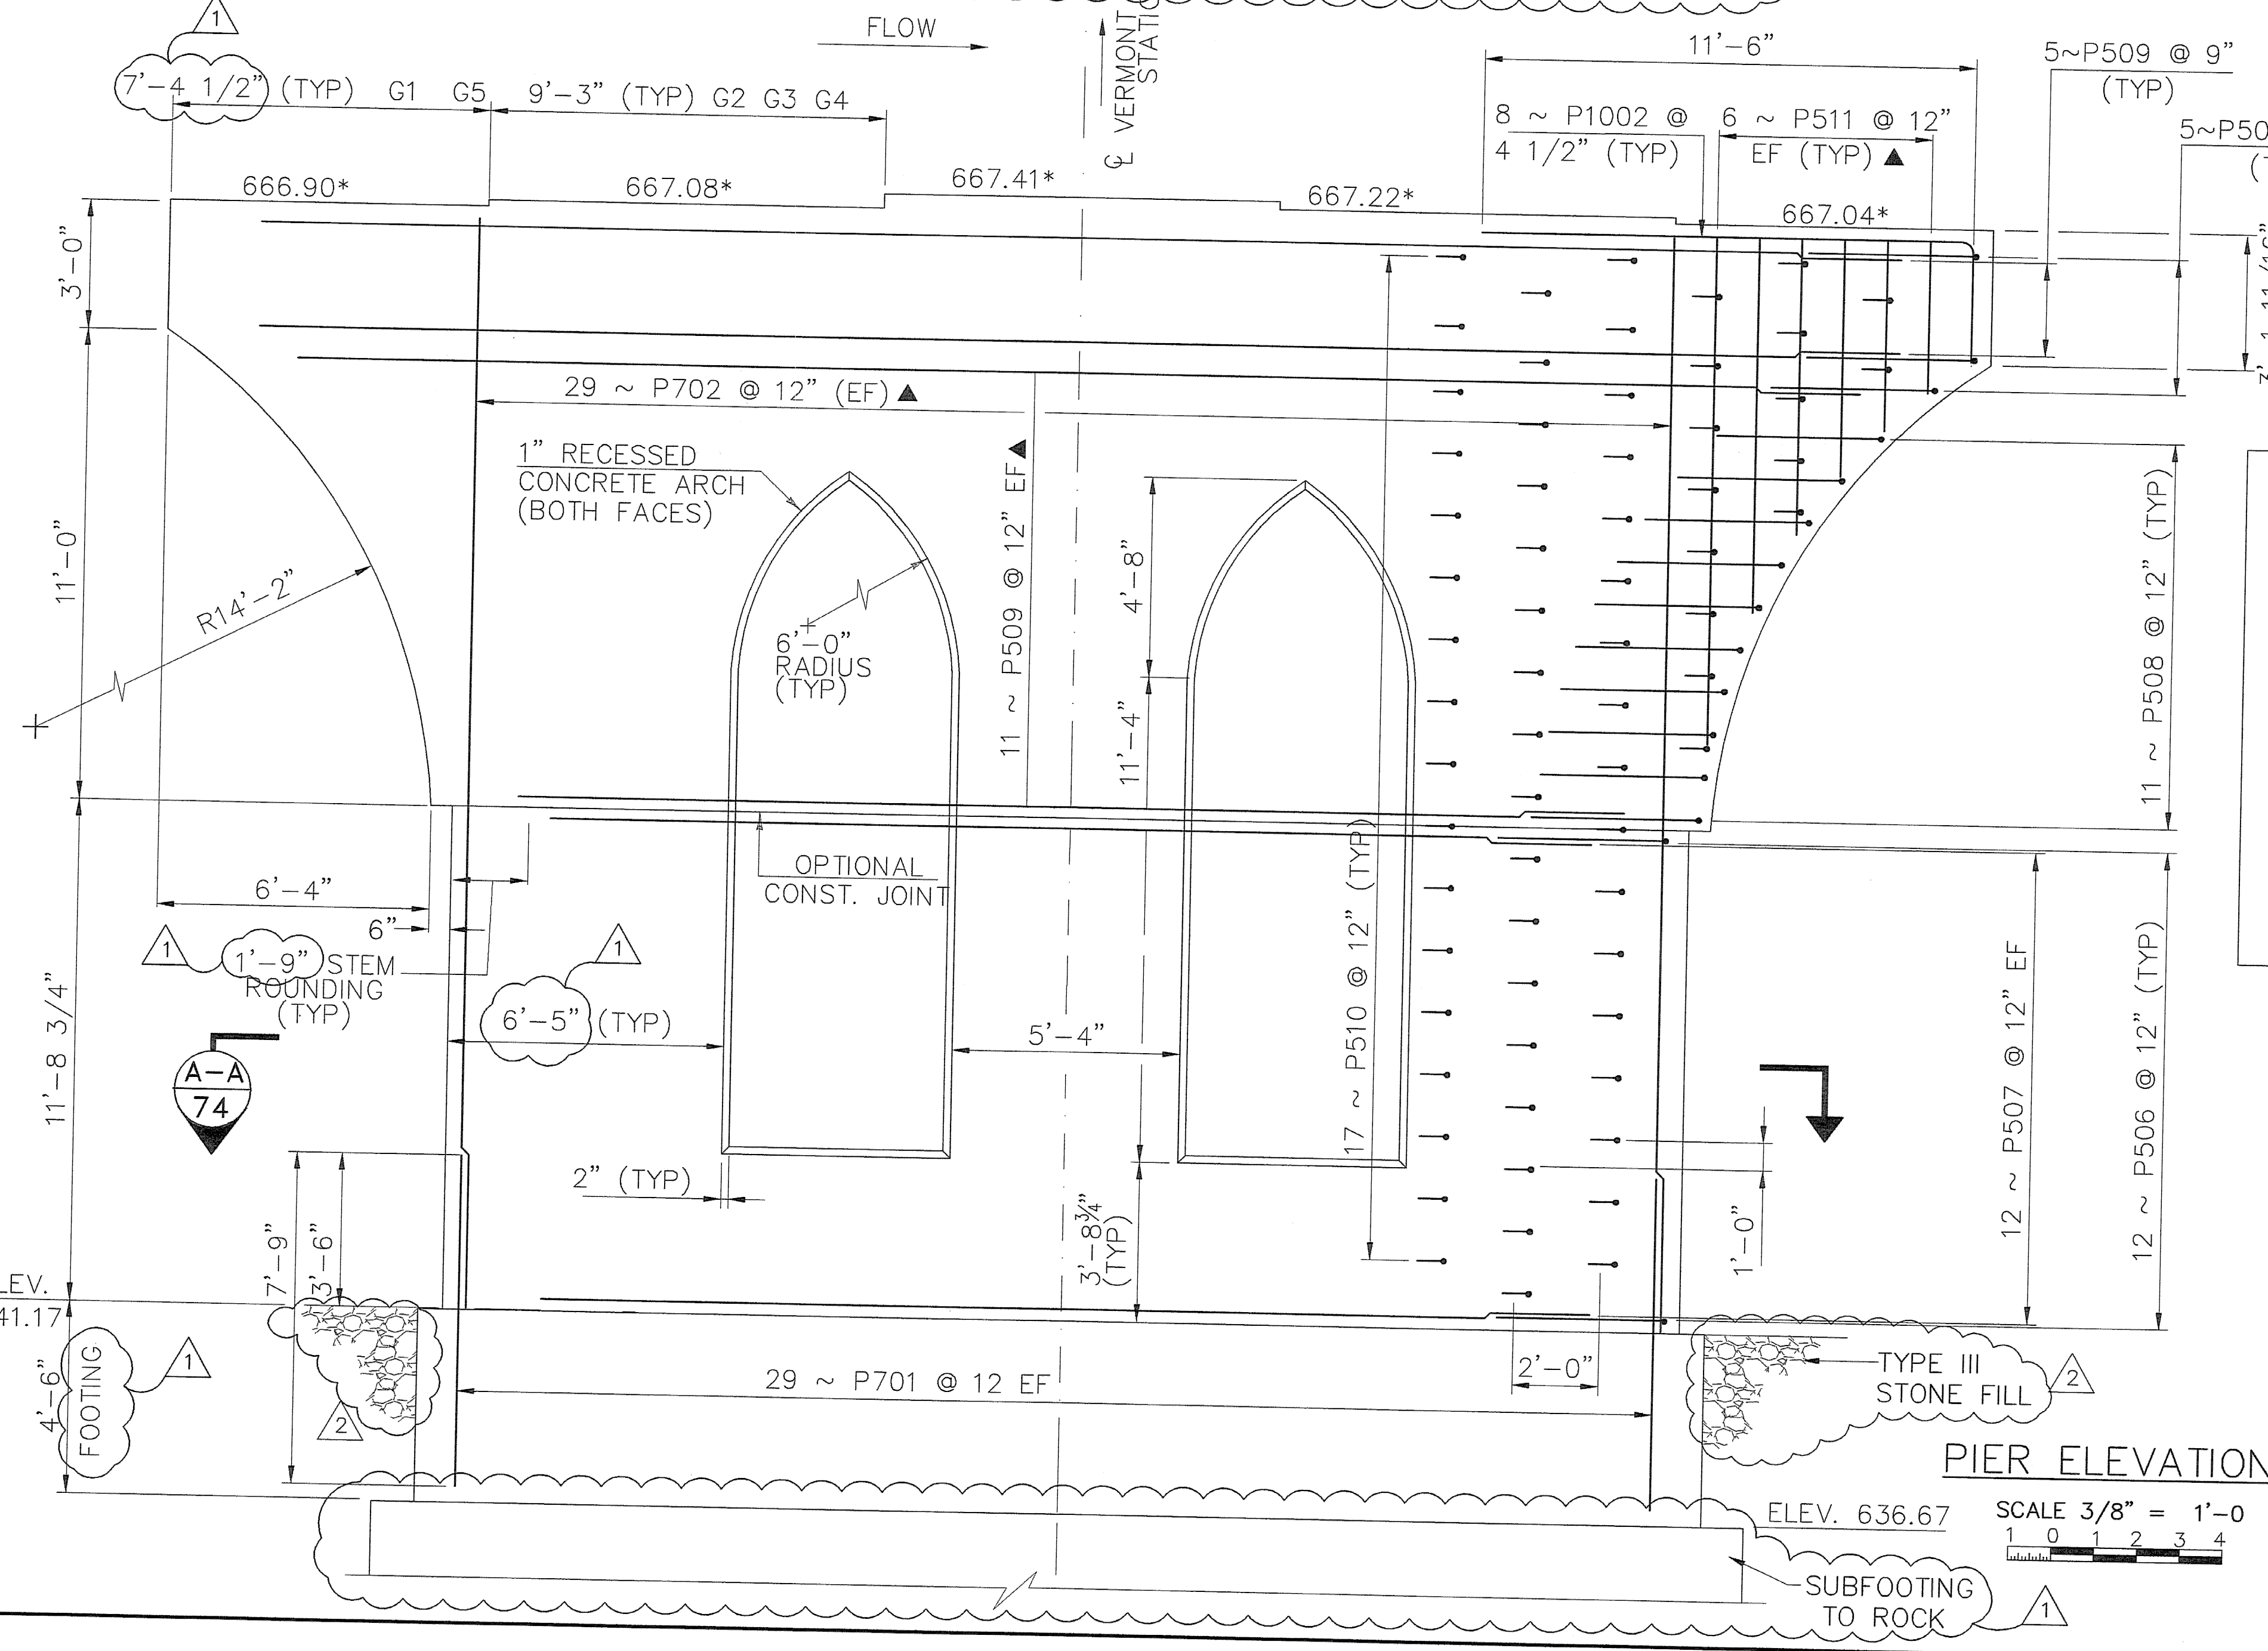 1
FLOW
℄ VERMONT
11'-6"
5~P509 @ 9"
(TYP)
7'-4 1/2" (TYP) G1 G5 9'-3" (TYP) G2 G3 G4
8 ~ P1002 @
4 1/2" (TYP)
6 ~ P511 @ 12"
EF (TYP) ▲
666.90*
667.08*
667.41*
667.22*
667.04*
3'-0"
29 ~ P702 @ 12" (EF) ▲
1" RECESSED
CONCRETE ARCH
(BOTH FACES)
11 ~ P509 @ 12" EF ▲
11'-0"
R14'-2"
4'-8"
6'-0"
RADIUS
(TYP)
11'-4"
11 ~ P508 @ 12" (TYP)
OPTIONAL
CONST. JOINT
17 ~ P510 @ 12" (TYP)
6'-4"
6"
1
1'-9" STEM
ROUNDING
(TYP)
1
6'-5" (TYP)
5'-4"
11'-8 3/4"
A-A
74
12 ~ P507 @ 12" EF
12 ~ P506 @ 12" (TYP)
2" (TYP)
7'-9"
3'-6"
3'-8 3/4"
(TYP)
1'-0"
41.17
4'-6"
FOOTING
1
2
29 ~ P701 @ 12 EF
2'-0"
TYPE III
STONE FILL
2
PIER ELEVATION
ELEV. 636.67
SCALE 3/8" = 1'-0
1 0 1 2 3 4
SUBFOOTING
TO ROCK
1